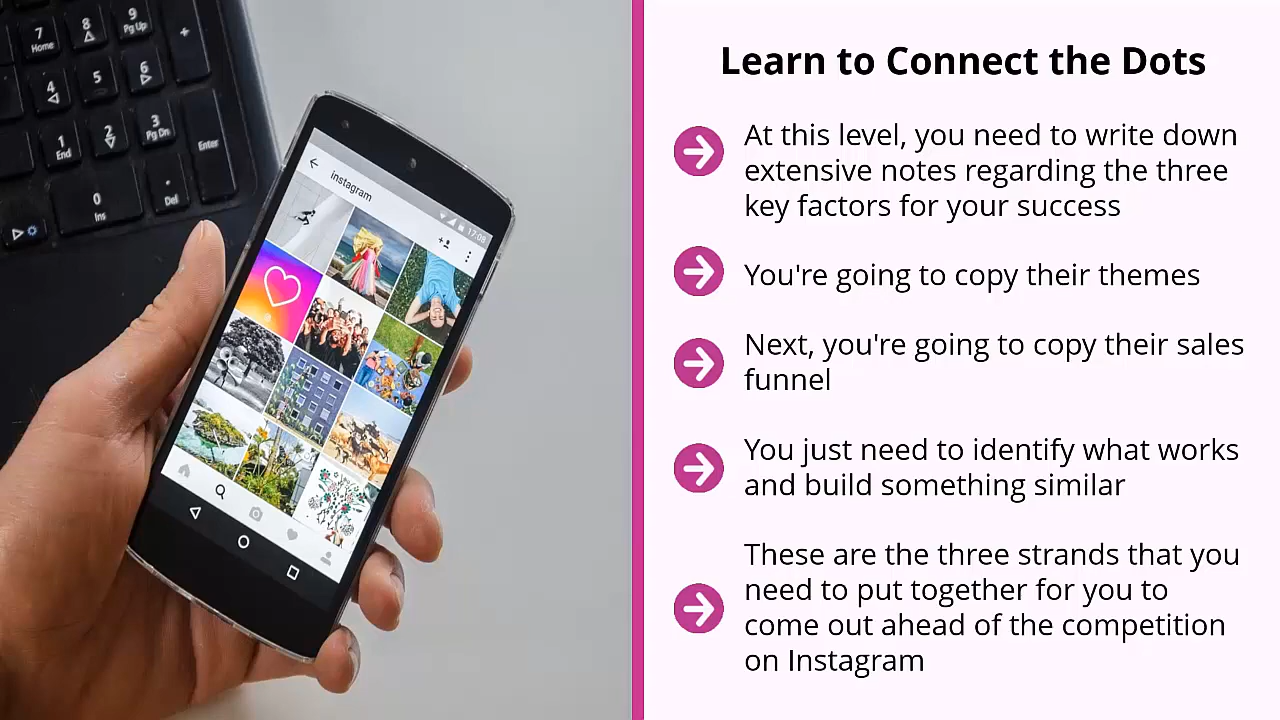 Learn to Connect the Dots
At this level, you need to write down
extensive notes regarding the three
key factors for your success
You're going to copy their themes
Next, you're going to copy their sales
funnel
You just need to identify what works
and build something similar
These are the three strands that you
need to put together for you to
come out ahead of the competition
on Instagram
7
Home
8
9
Pg Up
+
4
5
6
1
End
2
3
Pg Dn
Enter
0
Ins
.
Del
instagram
17:08